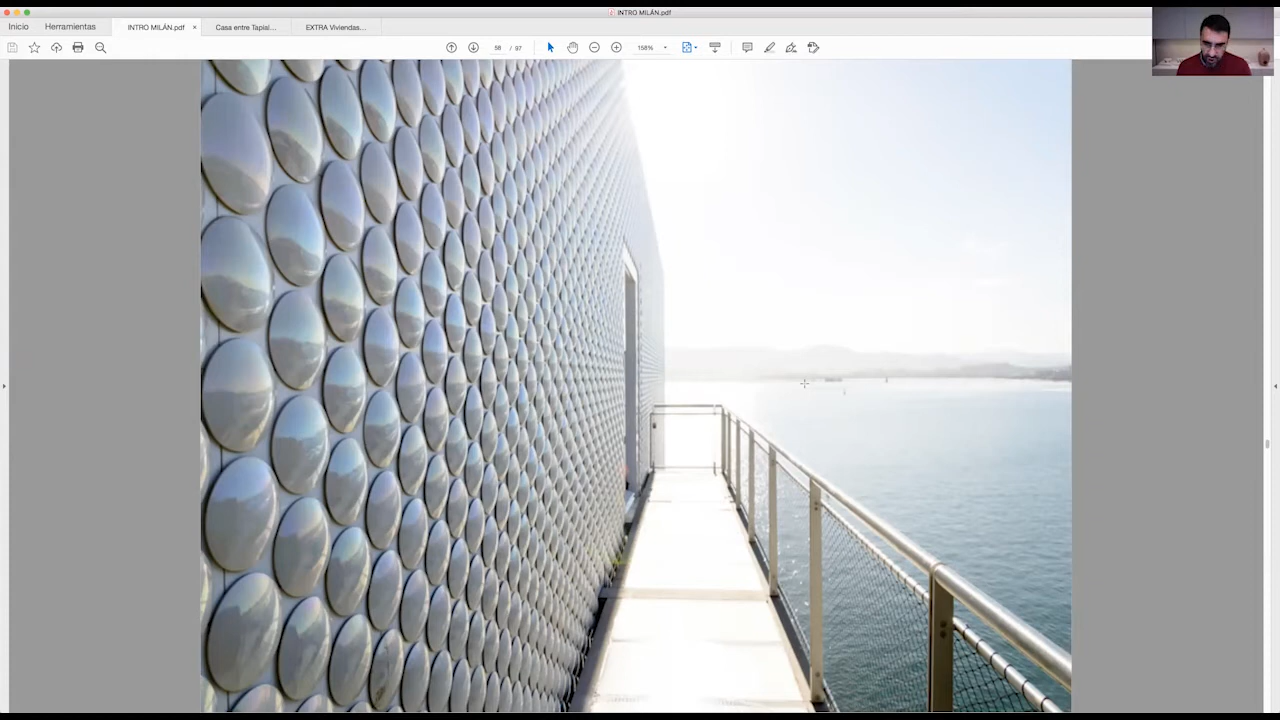 INTRO MILÁN.pdf
Inicio
Herramientas
INTRO MILÁN.pdf ×
Casa entre Tapial...
EXTRA Viviendas...
58 / 97
158%